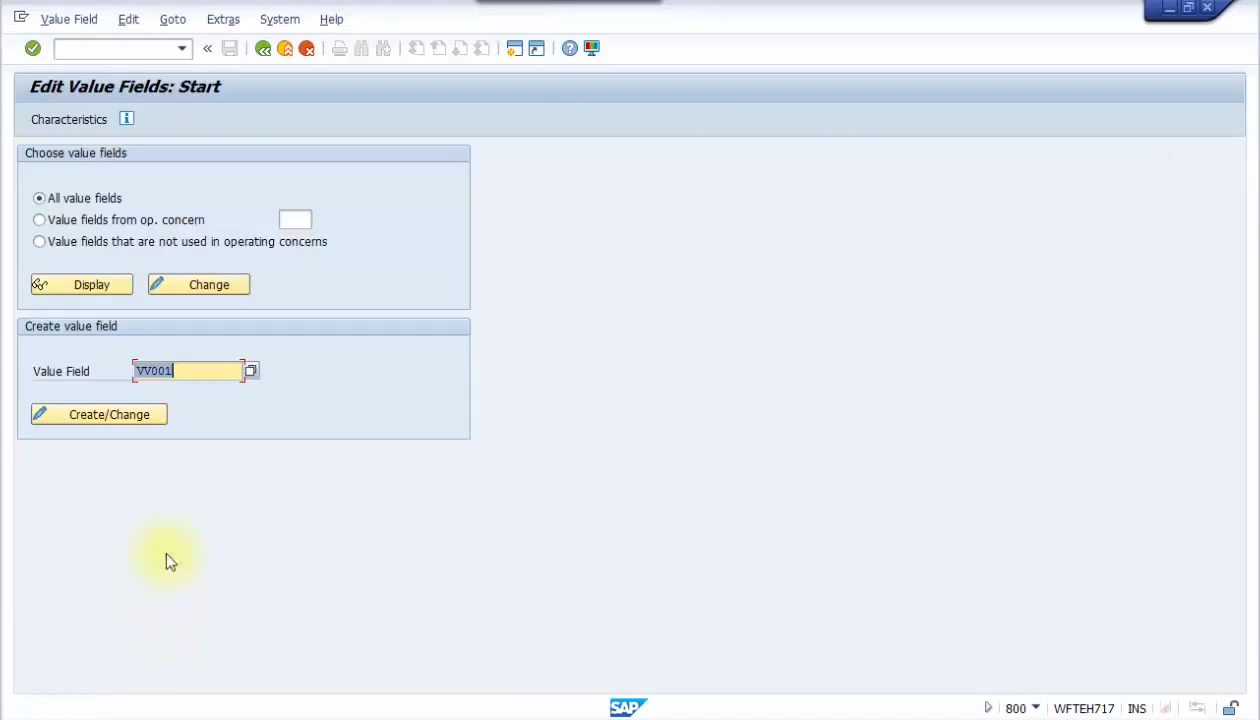 Value Field Edit Goto Extras System Help
Edit Value Fields: Start
Characteristics
Choose value fields
All value fields
Value fields from op. concern
Value fields that are not used in operating concerns
Display Change
Create value field
Value Field VV001
Create/Change
SAP 800 WFTEH717 INS